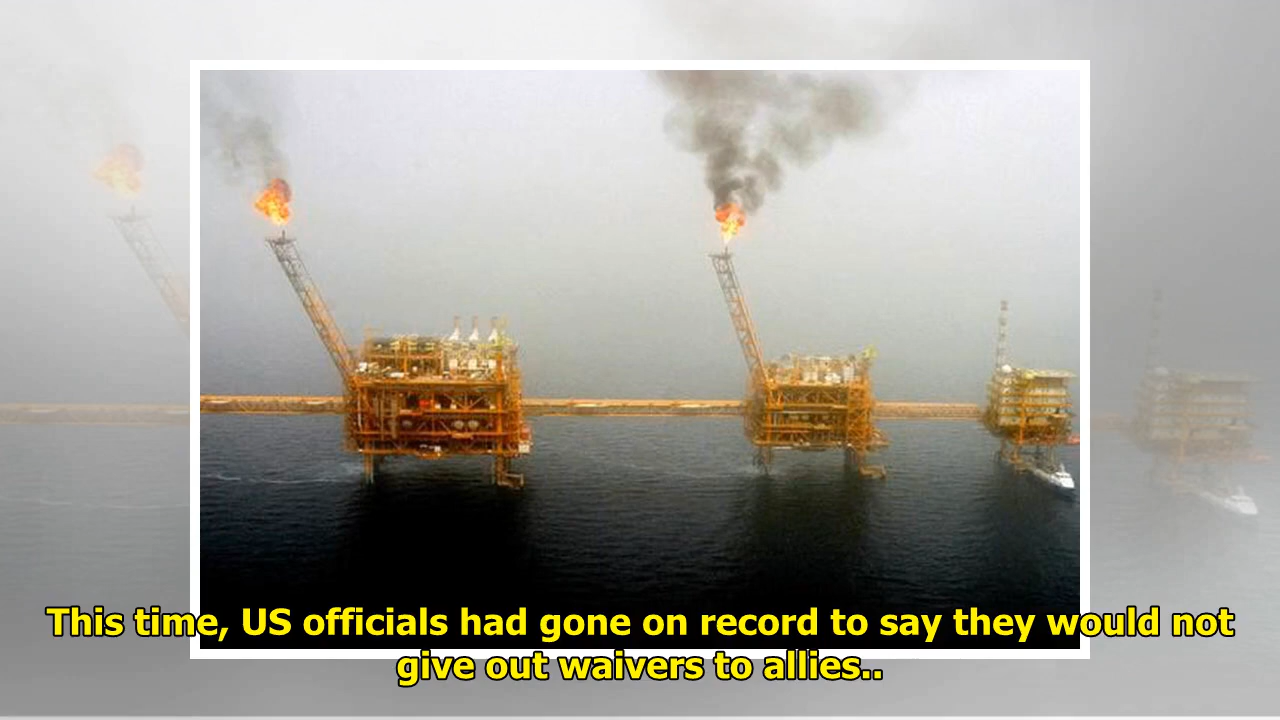 This time, US officials had gone on record to say they would not
give out waivers to allies..